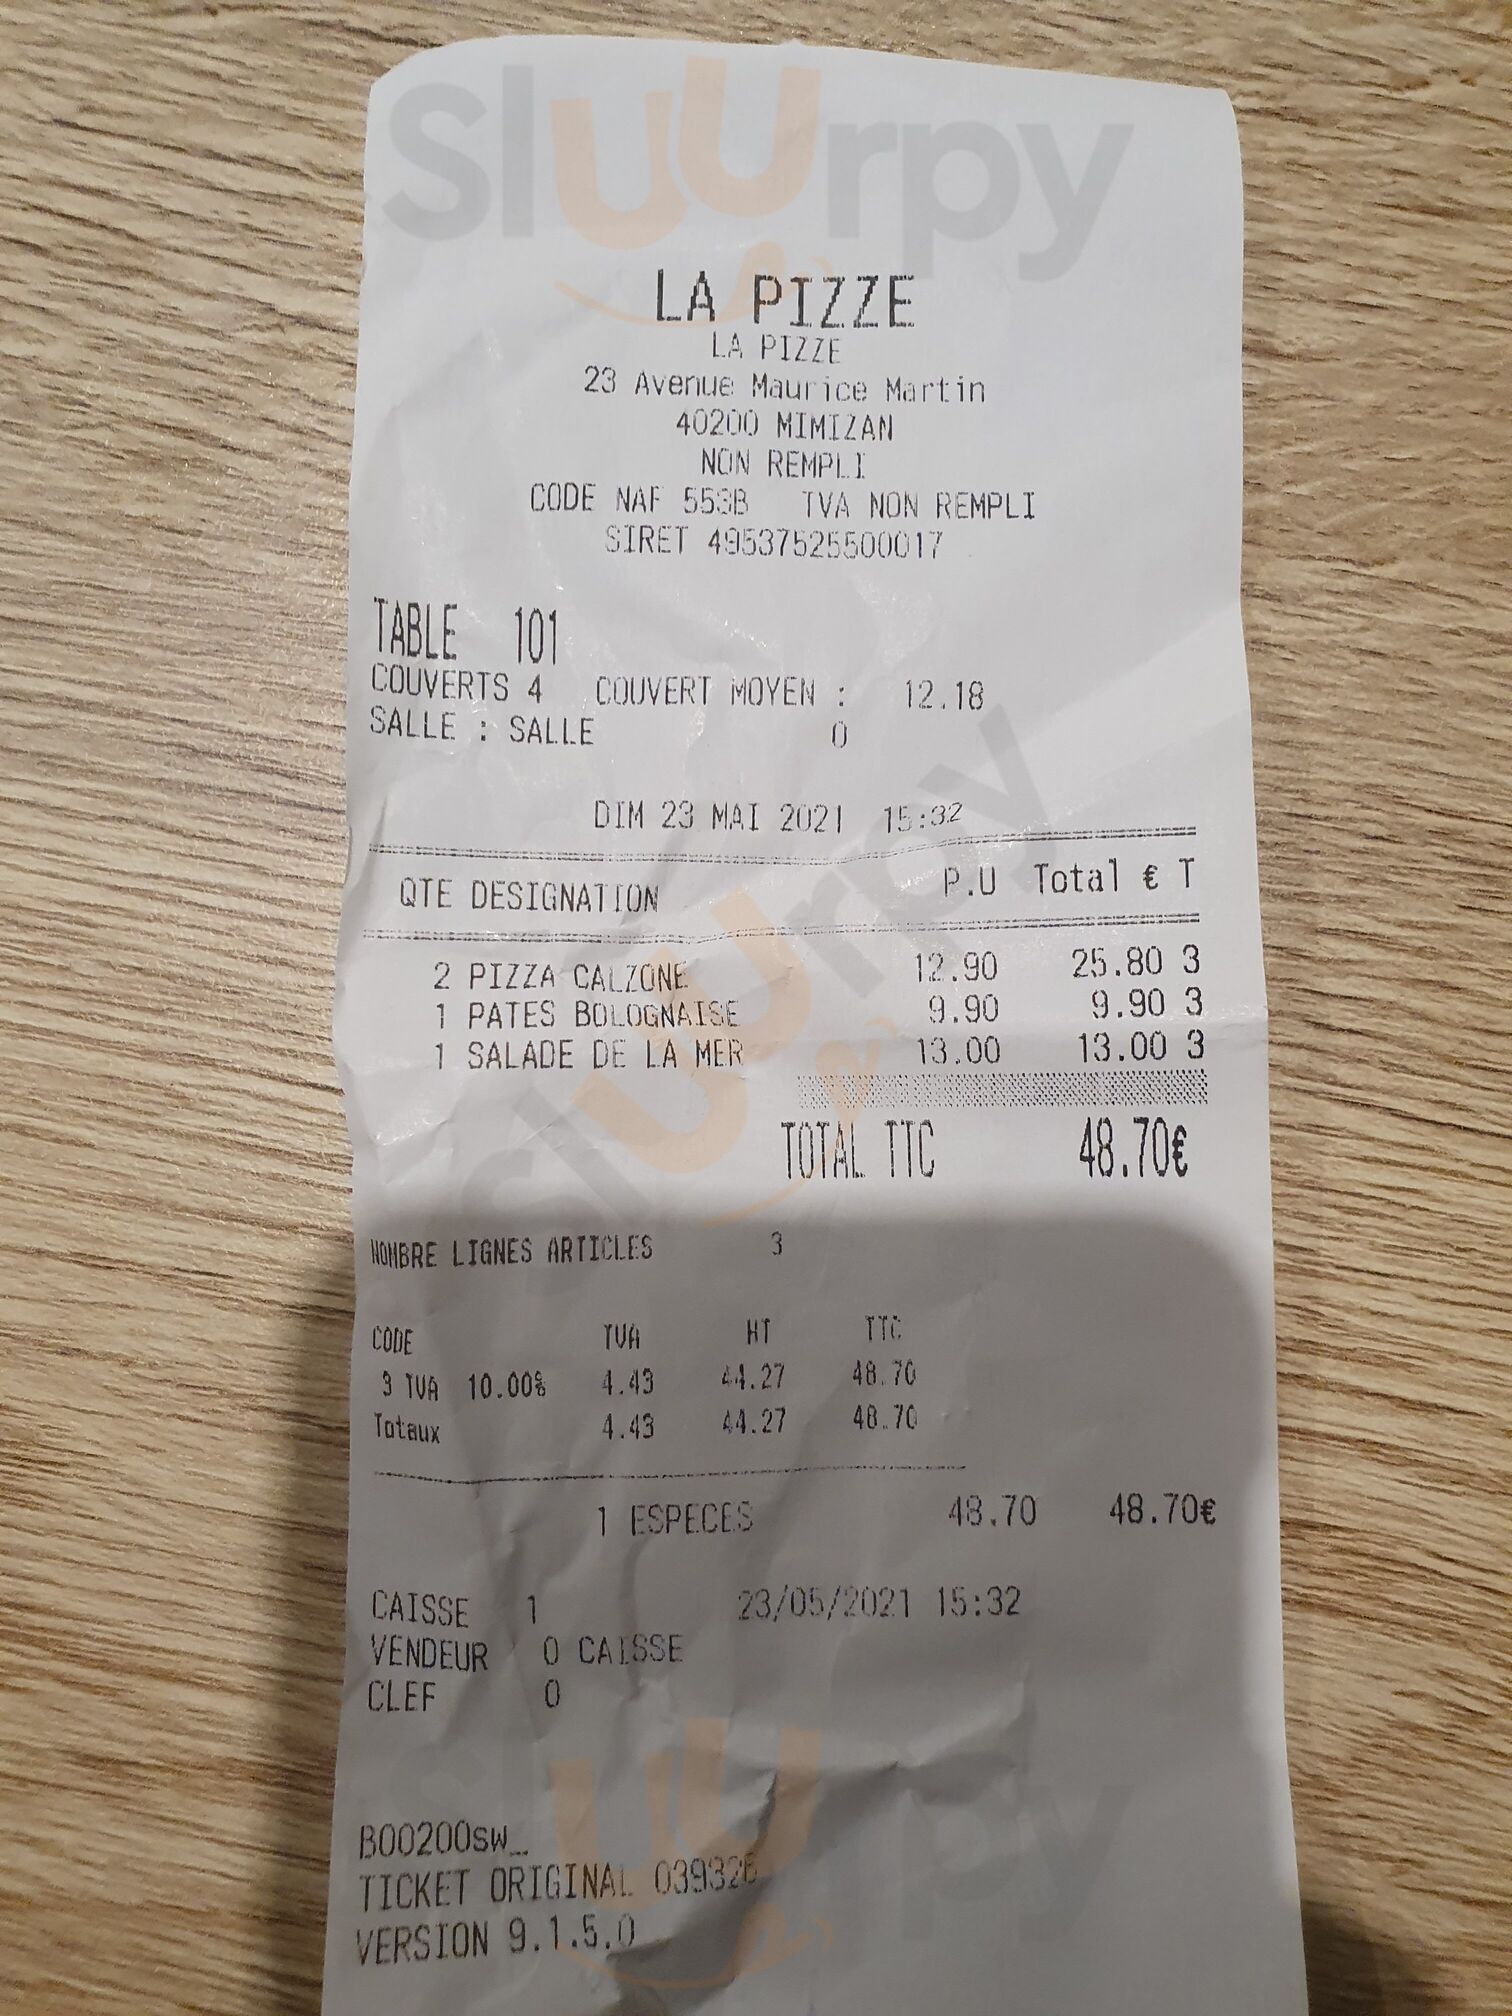 Sluurpy
LA PIZZE
LA PIZZE
23 Avenue Maurice Martin
40200 MIMIZAN
NON REMPLI
CODE NAF 553B TVA NON REMPLI
SIRET 49537525500017
TABLE 101
COUVERTS 4 COUVERT MOYEN : 12.18
SALLE : SALLE 0
DIM 23 MAI 2021 15:32
QTE DESIGNATION P.U Total € T
2 PIZZA CALZONE 12.90 25.80 3
1 PATES BOLOGNAISE 9.90 9.90 3
1 SALADE DE LA MER 13.00 13.00 3
Sluurpy
TOTAL TTC 48.70€
NOMBRE LIGNES ARTICLES 3
CODE TVA HT TTC
3 TVA 10.00% 4.43 44.27 48.70
Totaux 4.43 44.27 48.70
1 ESPECES 48.70 48.70€
CAISSE 1 23/05/2021 15:32
VENDEUR 0 CAISSE
CLEF 0
Sluurpy
B00200sw_
TICKET ORIGINAL 039326
VERSION 9.1.5.0